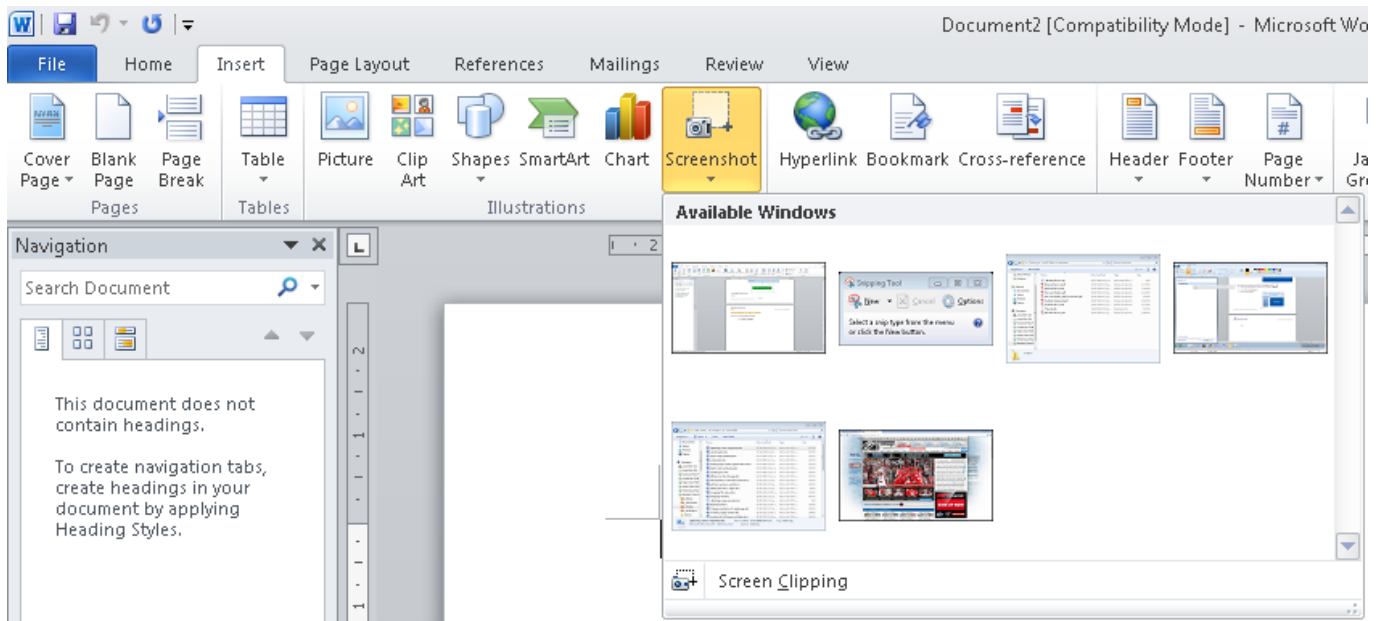 Document2 [Compatibility Mode] - Microsoft Wo
File Home Insert Page Layout References Mailings Review View
Cover Page
Blank Page
Page Break
Table
Picture
Clip Art
Shapes
SmartArt
Chart
Screenshot
Hyperlink
Bookmark
Cross-reference
Header
Footer
Page Number
Ja
Gr
Pages
Tables
Illustrations
Available Windows
Navigation
Search Document
This document does not
contain headings.
To create navigation tabs,
create headings in your
document by applying
Heading Styles.
Snipping Tool
New Cancel Options
Select a snip type from the menu
or click the New button.
Screen Clipping